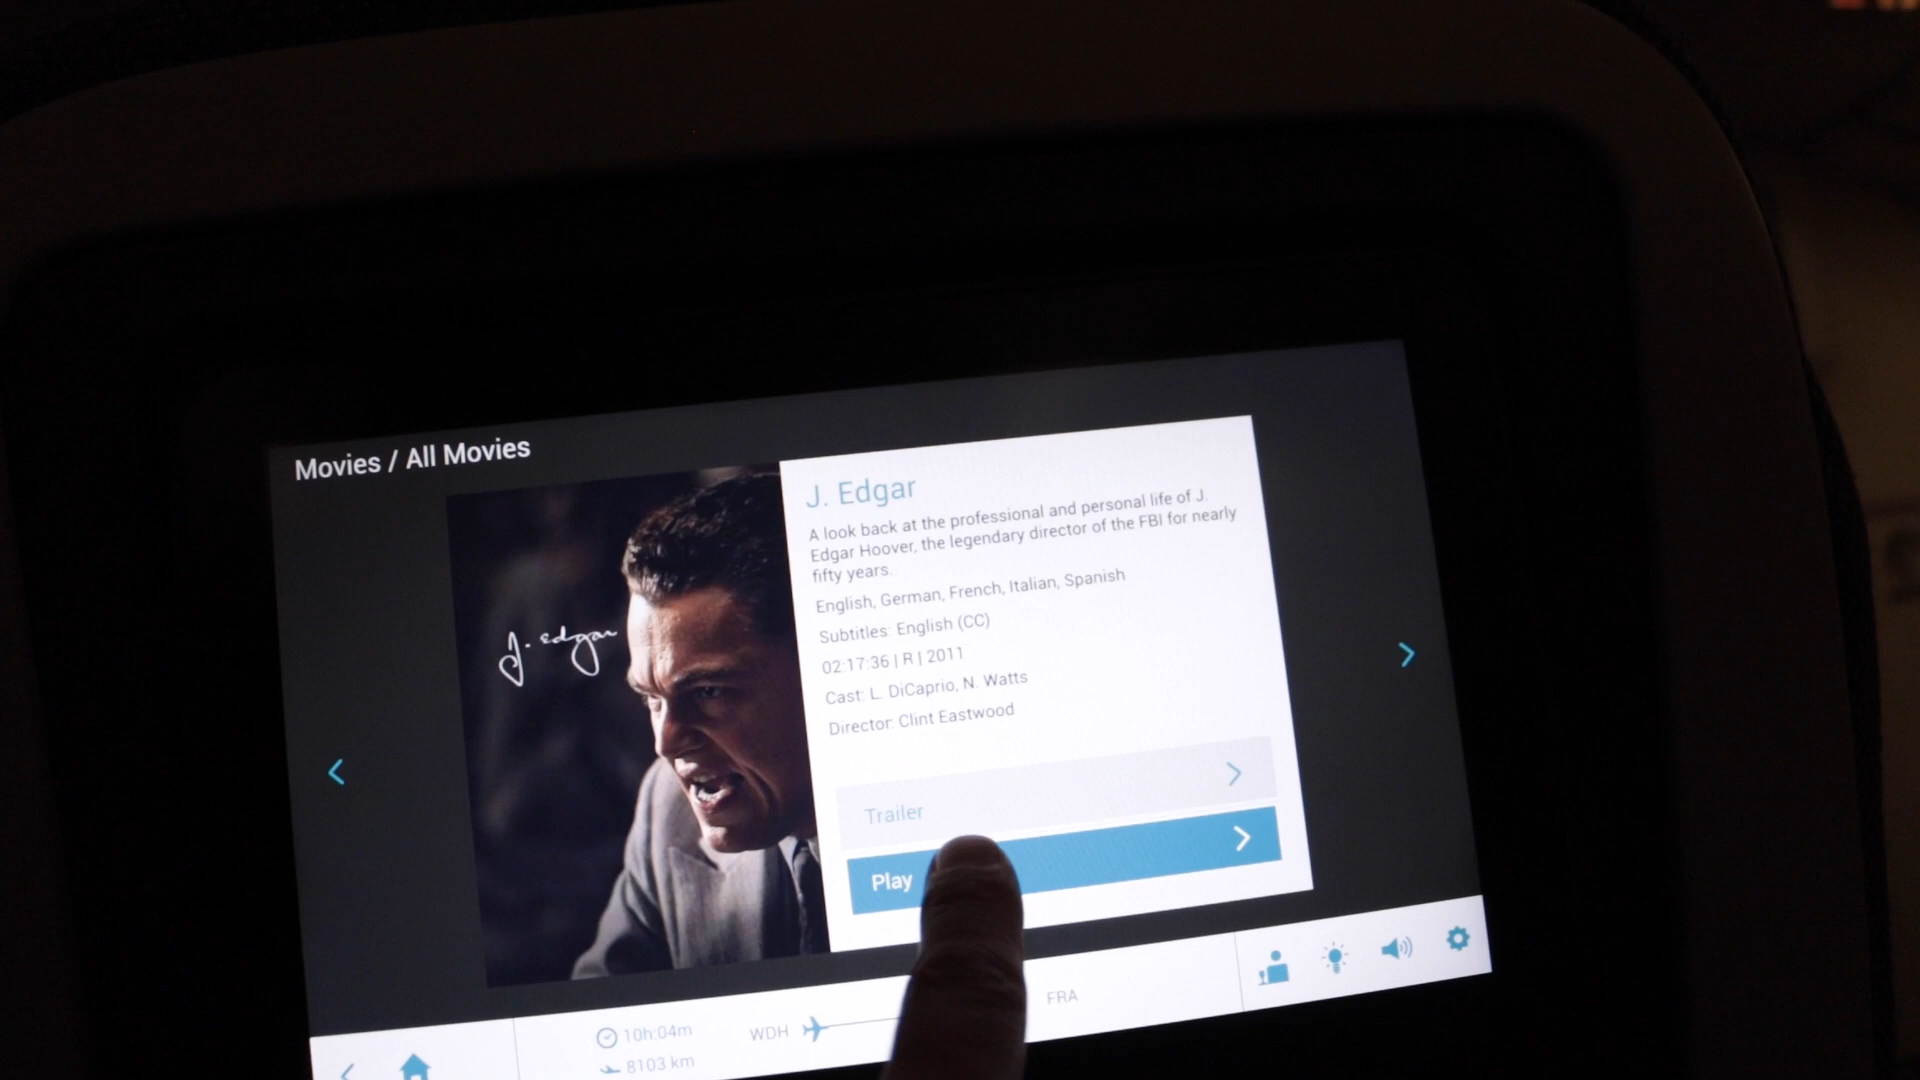 Movies / All Movies
J. Edgar
J. Edgar
A look back at the professional and personal life of J.
Edgar Hoover, the legendary director of the FBI for nearly
fifty years.
English, German, French, Italian, Spanish
Subtitles: English (CC)
02:17:36 | R | 2011
Cast: L. DiCaprio, N. Watts
Director: Clint Eastwood
Trailer
Play
10h:04m
8103 km
WDH
FRA